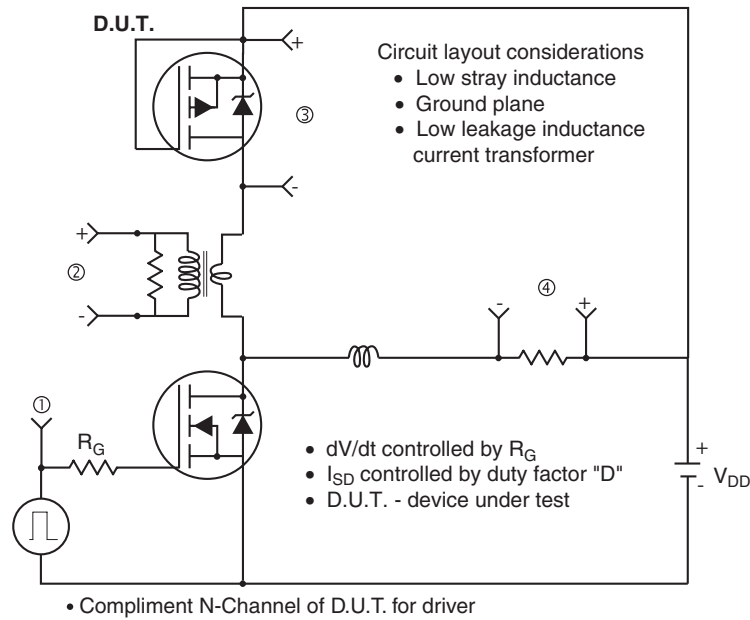 D.U.T.
+
Circuit layout considerations
• Low stray inductance
③
• Ground plane
• Low leakage inductance
current transformer
-
+
②
-
④
- +
①
R_G
• dV/dt controlled by R_G
• I_SD controlled by duty factor "D"
• D.U.T. - device under test
+
V_DD
-
• Compliment N-Channel of D.U.T. for driver